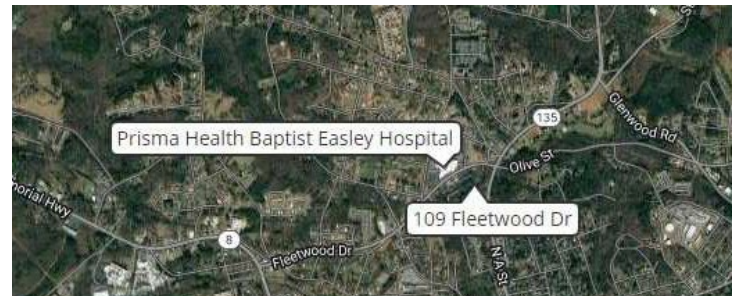 135
Glenwood Rd
Prisma Health Baptist Easley Hospital
Olive St
orial Hwy
109 Fleetwood Dr
8
Fleetwood Dr
N A St
S